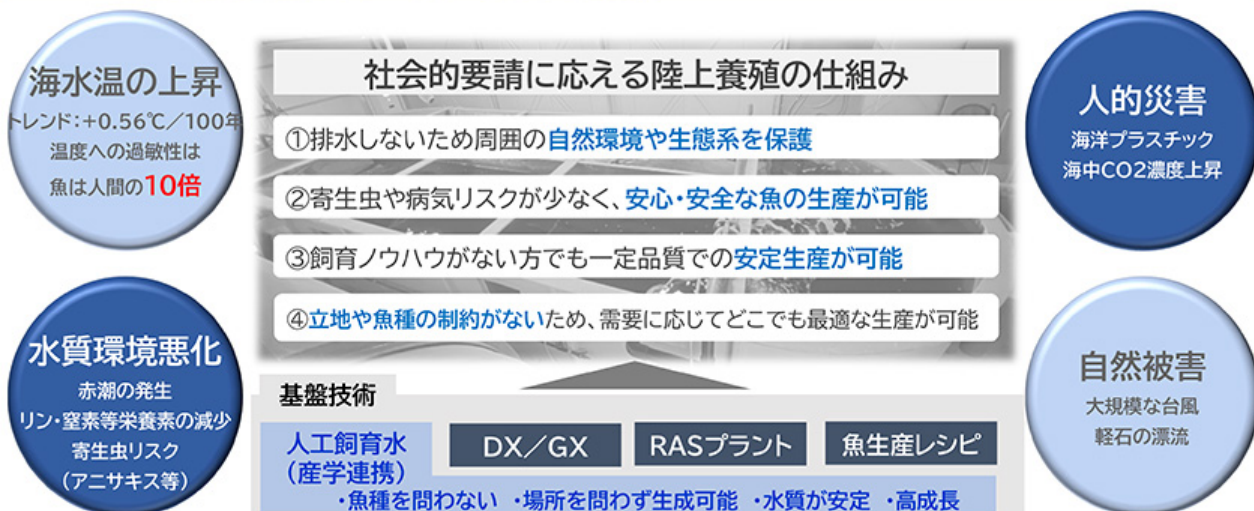 海水温の上昇
トレンド:+0.56℃/100年
温度への過敏性は
魚は人間の10倍
水質環境悪化
赤潮の発生
リン・窒素等栄養素の減少
寄生虫リスク
(アニサキス等)
社会的要請に応える陸上養殖の仕組み
①排水しないため周囲の自然環境や生態系を保護
②寄生虫や病気リスクが少なく、安心・安全な魚の生産が可能
③飼育ノウハウがない方でも一定品質での安定生産が可能
④立地や魚種の制約がないため、需要に応じてどこでも最適な生産が可能
基盤技術
人工飼育水
(産学連携)
DX/GX
RASプラント
魚生産レシピ
・魚種を問わない ・場所を問わず生成可能 ・水質が安定 ・高成長
人的災害
海洋プラスチック
海中CO2濃度上昇
自然被害
大規模な台風
軽石の漂流